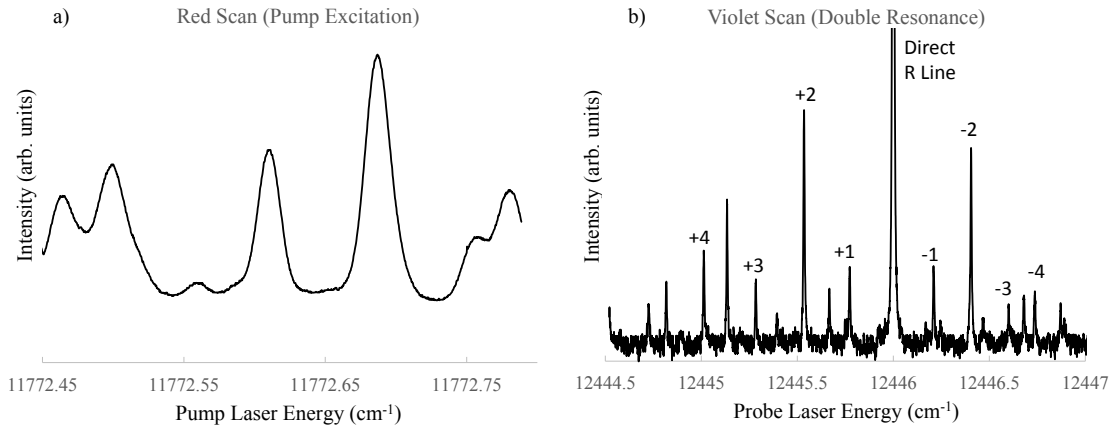 a)
Red Scan (Pump Excitation)
Intensity (arb. units)
11772.45
11772.55
11772.65
11772.75
Pump Laser Energy (cm⁻¹)
b)
Violet Scan (Double Resonance)
Intensity (arb. units)
Direct
R Line
+2
-2
+4
+3
+1
-1
-3
-4
12444.5
12445
12445.5
12446
12446.5
12447
Probe Laser Energy (cm⁻¹)